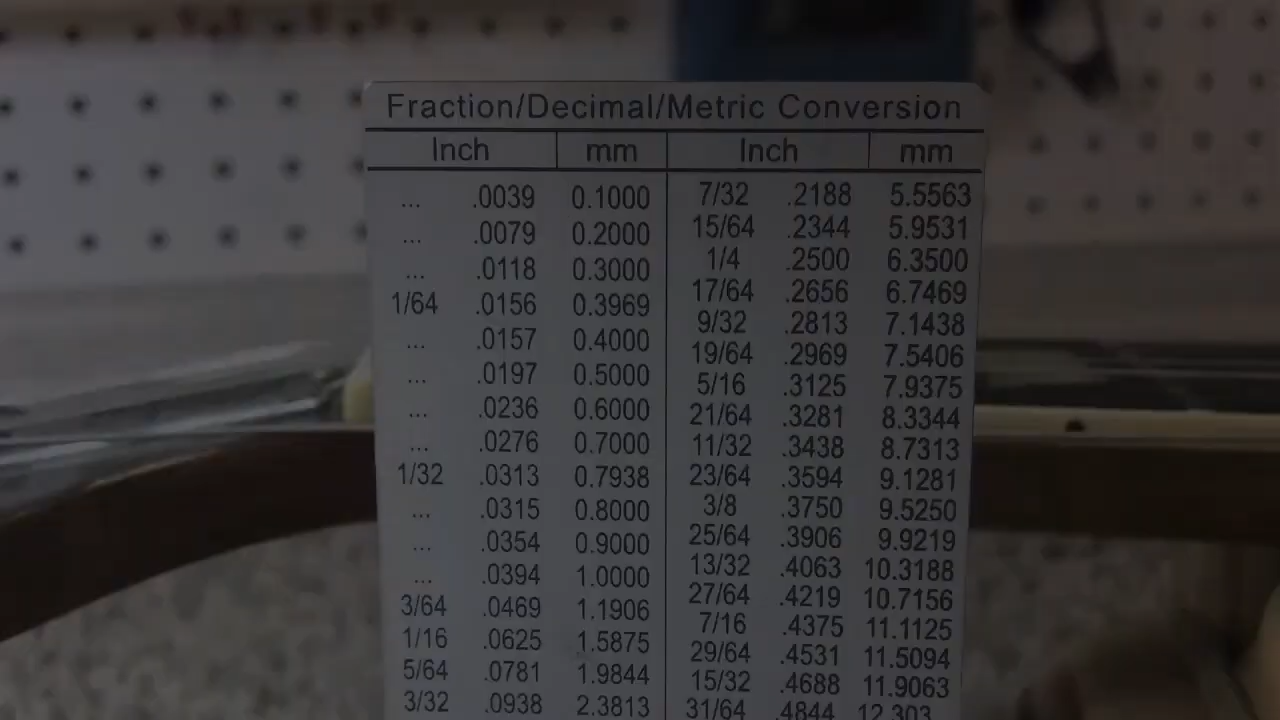 Fraction/Decimal/Metric Conversion
Inch mm Inch mm
... .0039 0.1000 7/32 .2188 5.5563
... .0079 0.2000 15/64 .2344 5.9531
... .0118 0.3000 1/4 .2500 6.3500
1/64 .0156 0.3969 17/64 .2656 6.7469
... .0157 0.4000 9/32 .2813 7.1438
... .0197 0.5000 19/64 .2969 7.5406
... .0236 0.6000 5/16 .3125 7.9375
... .0276 0.7000 21/64 .3281 8.3344
1/32 .0313 0.7938 11/32 .3438 8.7313
... .0315 0.8000 23/64 .3594 9.1281
... .0354 0.9000 3/8 .3750 9.5250
... .0394 1.0000 25/64 .3906 9.9219
3/64 .0469 1.1906 13/32 .4063 10.3188
1/16 .0625 1.5875 27/64 .4219 10.7156
5/64 .0781 1.9844 7/16 .4375 11.1125
3/32 .0938 2.3813 29/64 .4531 11.5094
15/32 .4688 11.9063
31/64 .4844 12.303